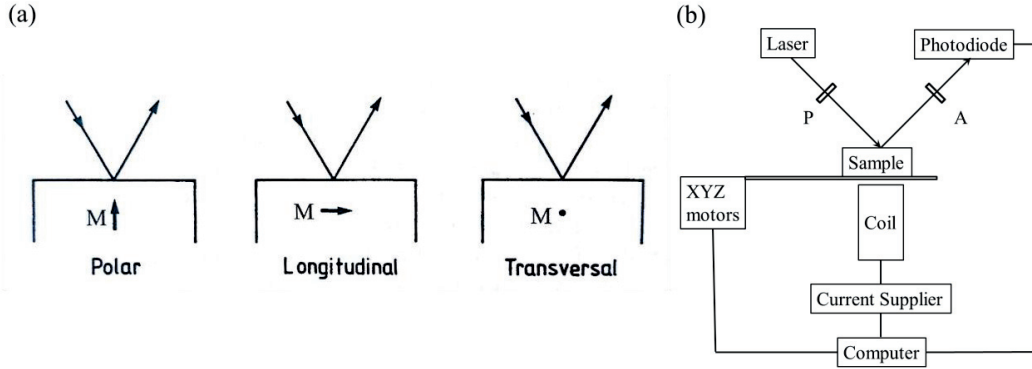 (a)
M
Polar
M
Longitudinal
M
Transversal
(b)
Laser
Photodiode
P
A
Sample
XYZ
motors
Coil
Current Supplier
Computer